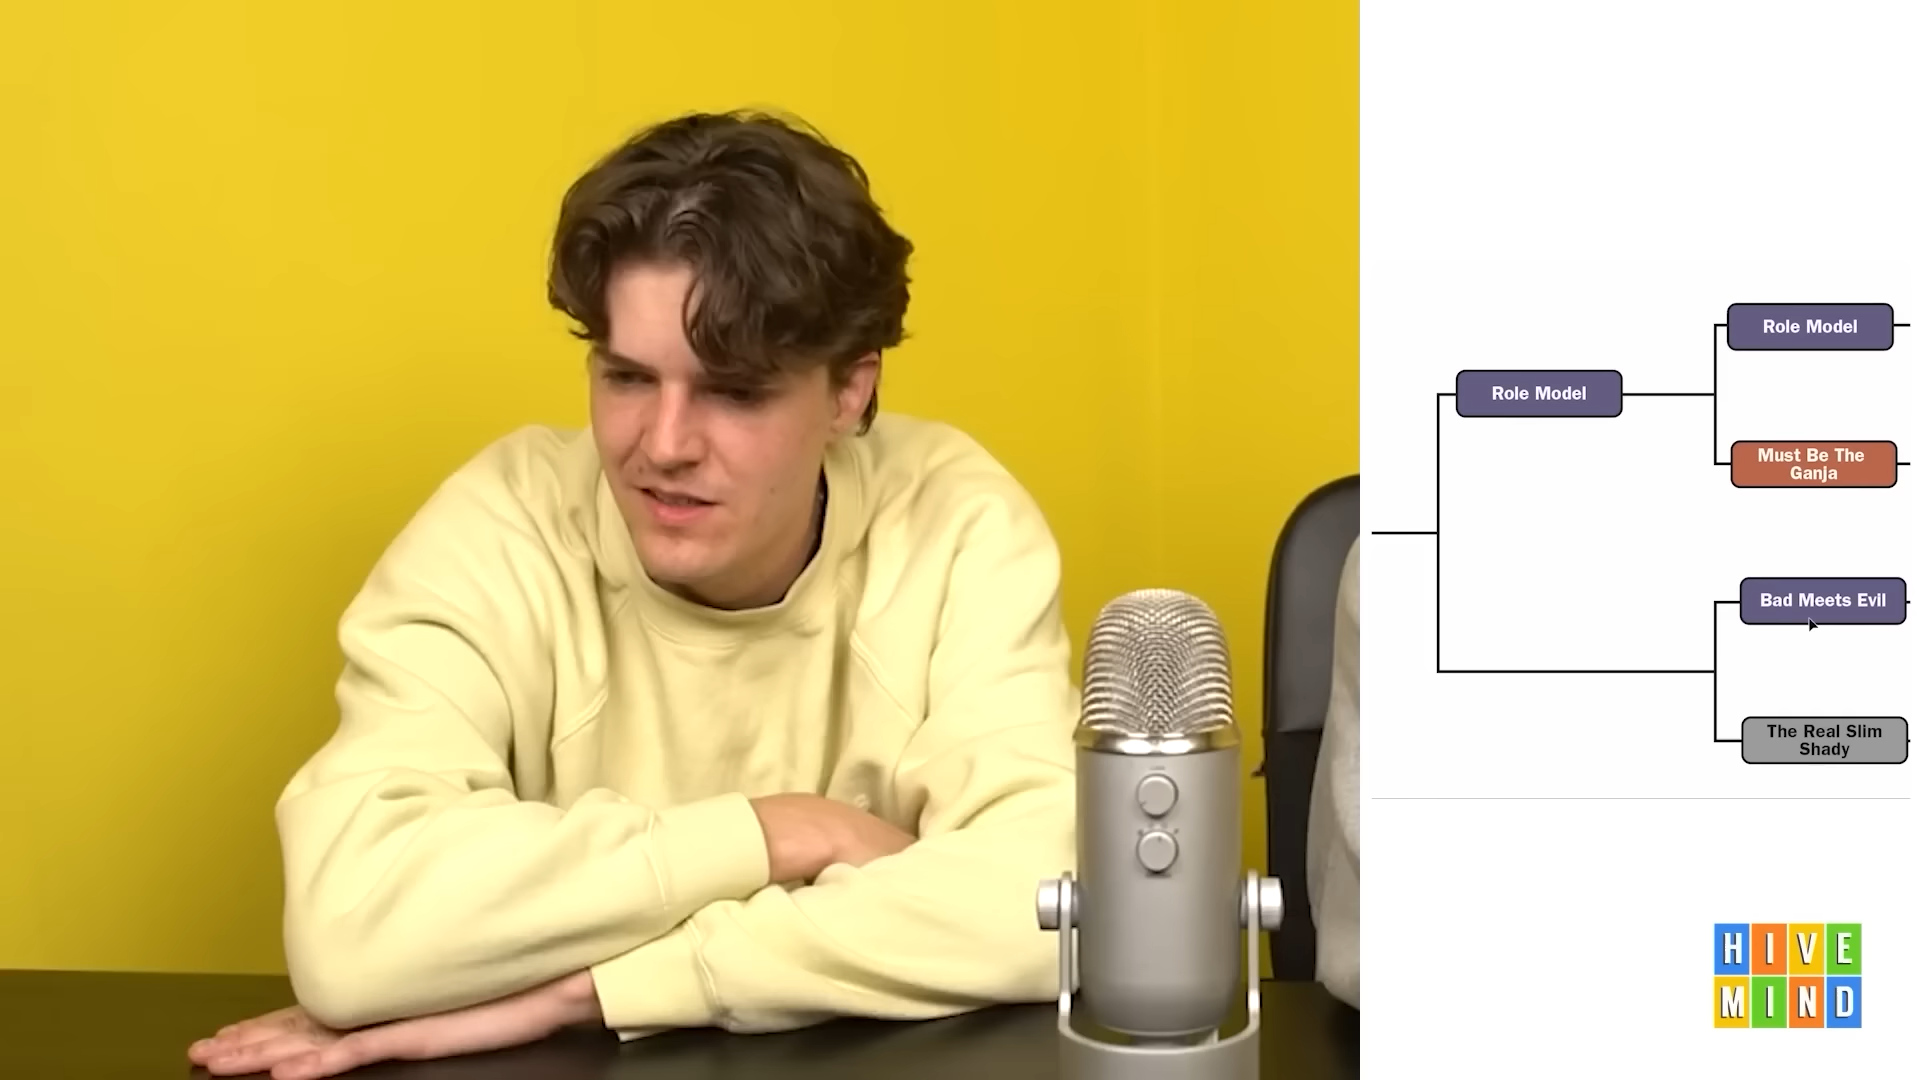 Role Model
Role Model
Must Be The
Ganja
Bad Meets Evil
The Real Slim
Shady
HIVE
MIND